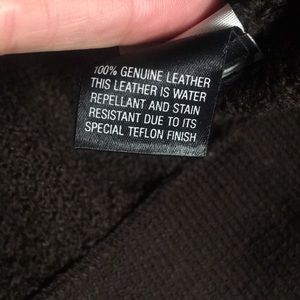 100% GENUINE LEATHER
THIS LEATHER IS WATER
REPELLANT AND STAIN
RESISTANT DUE TO ITS
SPECIAL TEFLON FINISH